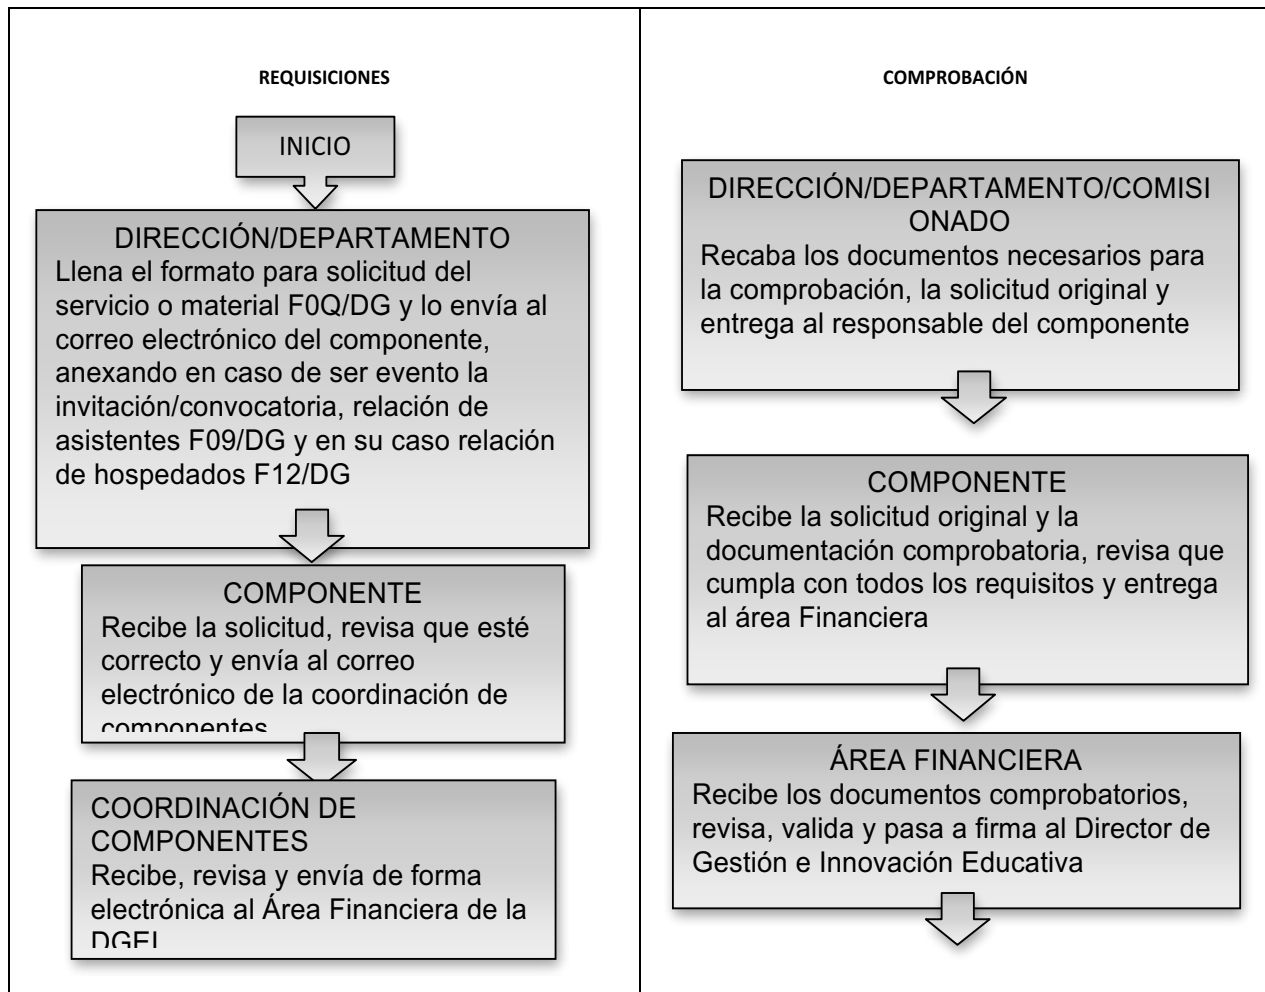 REQUISICIONES
INICIO
DIRECCIÓN/DEPARTAMENTO
Llena el formato para solicitud del
servicio o material F0Q/DG y lo envía al
correo electrónico del componente,
anexando en caso de ser evento la
invitación/convocatoria, relación de
asistentes F09/DG y en su caso relación
de hospedados F12/DG
COMPONENTE
Recibe la solicitud, revisa que esté
correcto y envía al correo
electrónico de la coordinación de
componentes
COORDINACIÓN DE
COMPONENTES
Recibe, revisa y envía de forma
electrónica al Área Financiera de la
DGEI
COMPROBACIÓN
DIRECCIÓN/DEPARTAMENTO/COMISI
ONADO
Recaba los documentos necesarios para
la comprobación, la solicitud original y
entrega al responsable del componente
COMPONENTE
Recibe la solicitud original y la
documentación comprobatoria, revisa que
cumpla con todos los requisitos y entrega
al área Financiera
ÁREA FINANCIERA
Recibe los documentos comprobatorios,
revisa, valida y pasa a firma al Director de
Gestión e Innovación Educativa